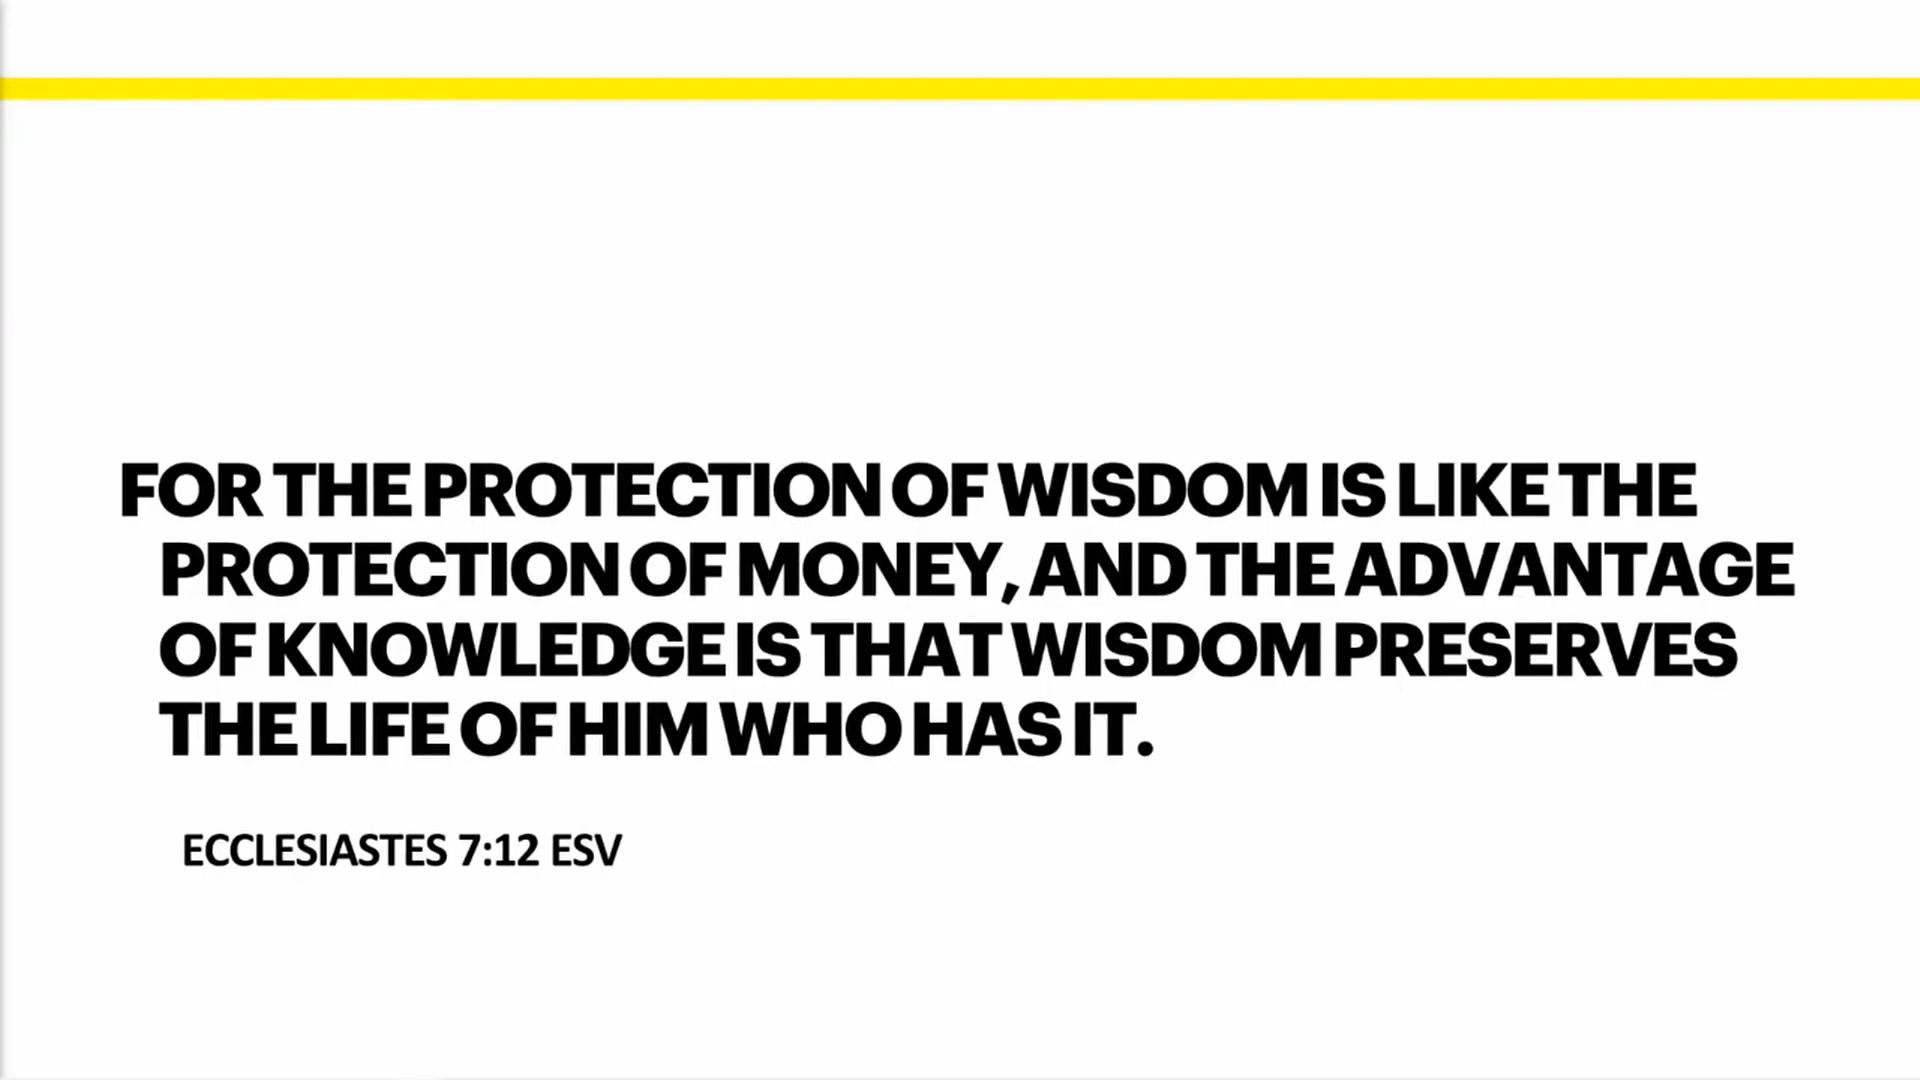 FOR THE PROTECTION OF WISDOM IS LIKE THE
PROTECTION OF MONEY, AND THE ADVANTAGE
OF KNOWLEDGE IS THAT WISDOM PRESERVES
THE LIFE OF HIM WHO HAS IT.
ECCLESIASTES 7:12 ESV